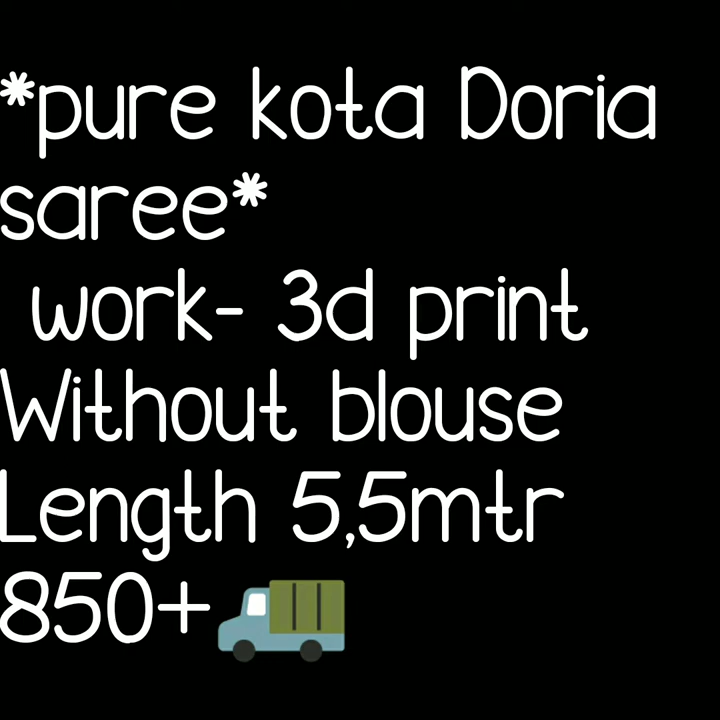 *pure kota Doria
saree*
work- 3d print
Without blouse
Length 5,5mtr
850+🚚